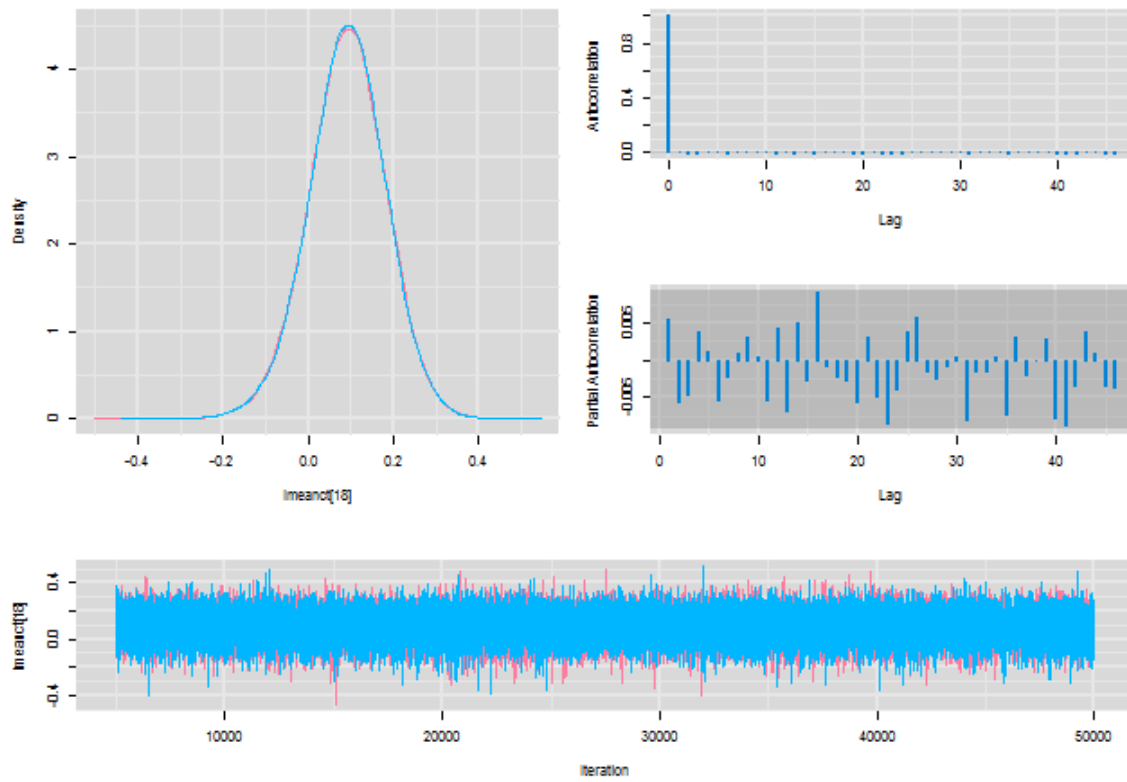 Density
4
3
2
1
0
-0.4 -0.2 0.0 0.2 0.4
lmeanct[18]
Autocorrelation
0.8
0.4
0.0
0 10 20 30 40
Lag
Partial Autocorrelation
0.005
-0.005
0 10 20 30 40
Lag
lmeanct[18]
0.4
0.0
-0.4
10000 20000 30000 40000 50000
Iteration